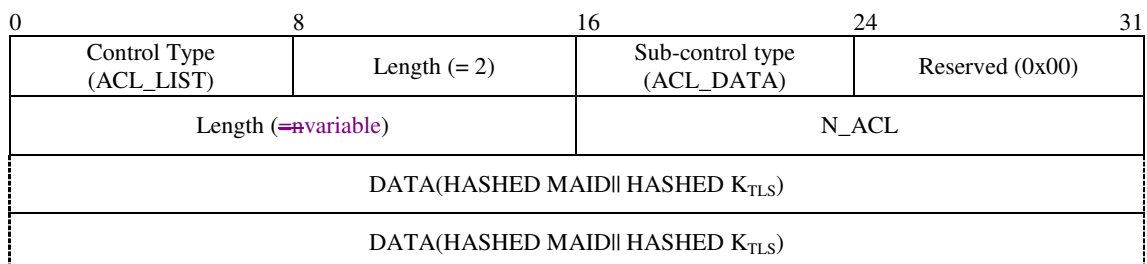 0 8 16 24 31
Control Type Length (= 2) Sub-control type Reserved (0x00)
(ACL_LIST) (ACL_DATA)
Length (=nvariable) N_ACL
DATA(HASHED MAID|| HASHED KTLS)
DATA(HASHED MAID|| HASHED KTLS)